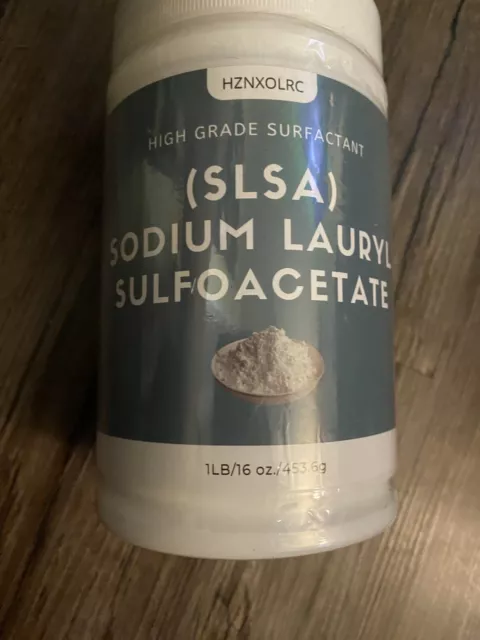 HZNXOLRC
HIGH GRADE SURFACTANT
(SLSA)
SODIUM LAURYL
SULFOACETATE
1LB/16 oz./453.6g